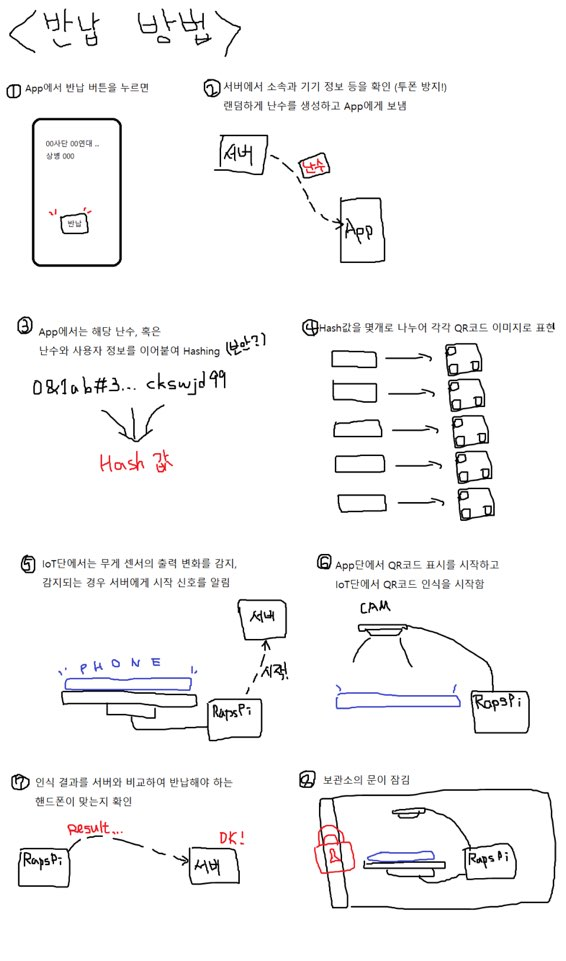 <반납 방법>
① App에서 반납 버튼을 누르면
00사단 00연대 ..
상병 000
반납
② 서버에서 소속과 기기 정보 등을 확인 (투폰 방지!)
랜덤하게 난수를 생성하고 App에게 보냄
서버
난수
App
③ App에서는 해당 난수, 혹은
난수와 사용자 정보를 이어붙여 Hashing (보안?)
0&1ab#3... ckswjd99
Hash 값
④ Hash값을 몇개로 나누어 각각 QR코드 이미지로 표현
⑤ IoT단에서는 무게 센서의 출력 변화를 감지,
감지되는 경우 서버에게 시작 신호를 알림
서버
PHONE
시작!
RapsPi
⑥ App단에서 QR코드 표시를 시작하고
IoT단에서 QR코드 인식을 시작함
CAM
RapsPi
⑦ 인식 결과를 서버와 비교하여 반납해야 하는
핸드폰이 맞는지 확인
result...
OK!
RapsPi
서버
⑧ 보관소의 문이 잠김
RapsPi